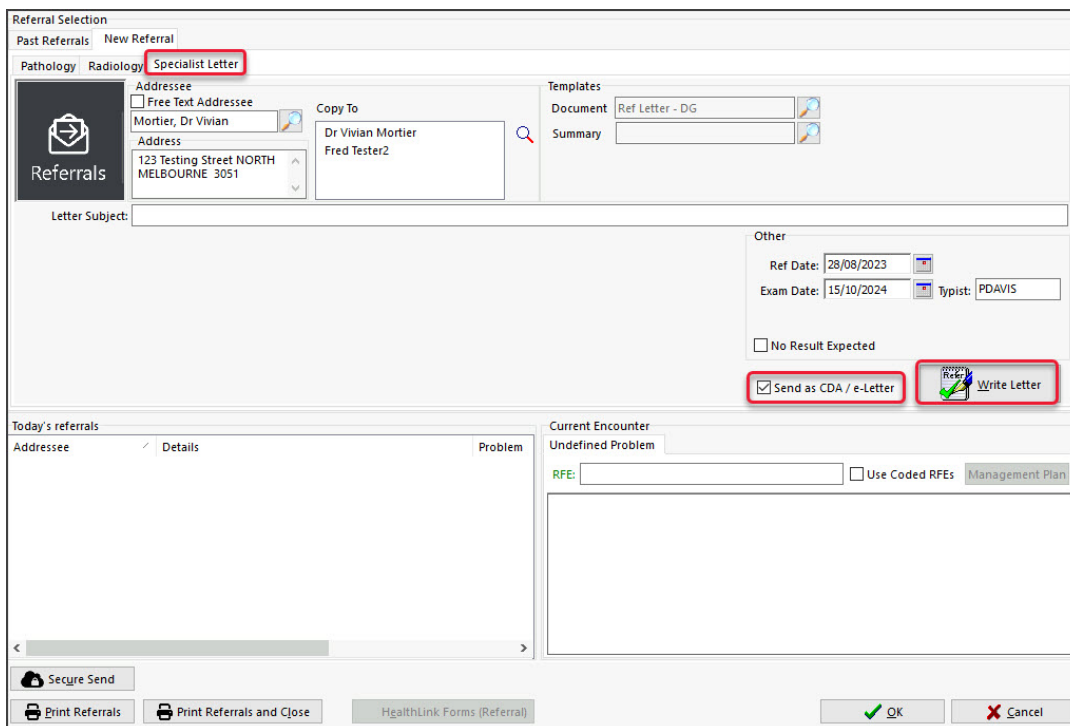 Referral Selection
Past Referrals New Referral
Pathology Radiology Specialist Letter
Referrals
Addressee
Free Text Addressee
Mortier, Dr Vivian
Address
123 Testing Street NORTH
MELBOURNE 3051
Copy To
Dr Vivian Mortier
Fred Tester2
Templates
Document Ref Letter - DG
Summary
Letter Subject:
Other
Ref Date: 28/08/2023
Exam Date: 15/10/2024 Typist: PDAVIS
No Result Expected
Send as CDA / e-Letter
Refer
Write Letter
Today's referrals
Addressee Details Problem
Current Encounter
Undefined Problem
RFE: Use Coded RFEs Management Plan
Secure Send
Print Referrals Print Referrals and Close HealthLink Forms (Referral) OK Cancel